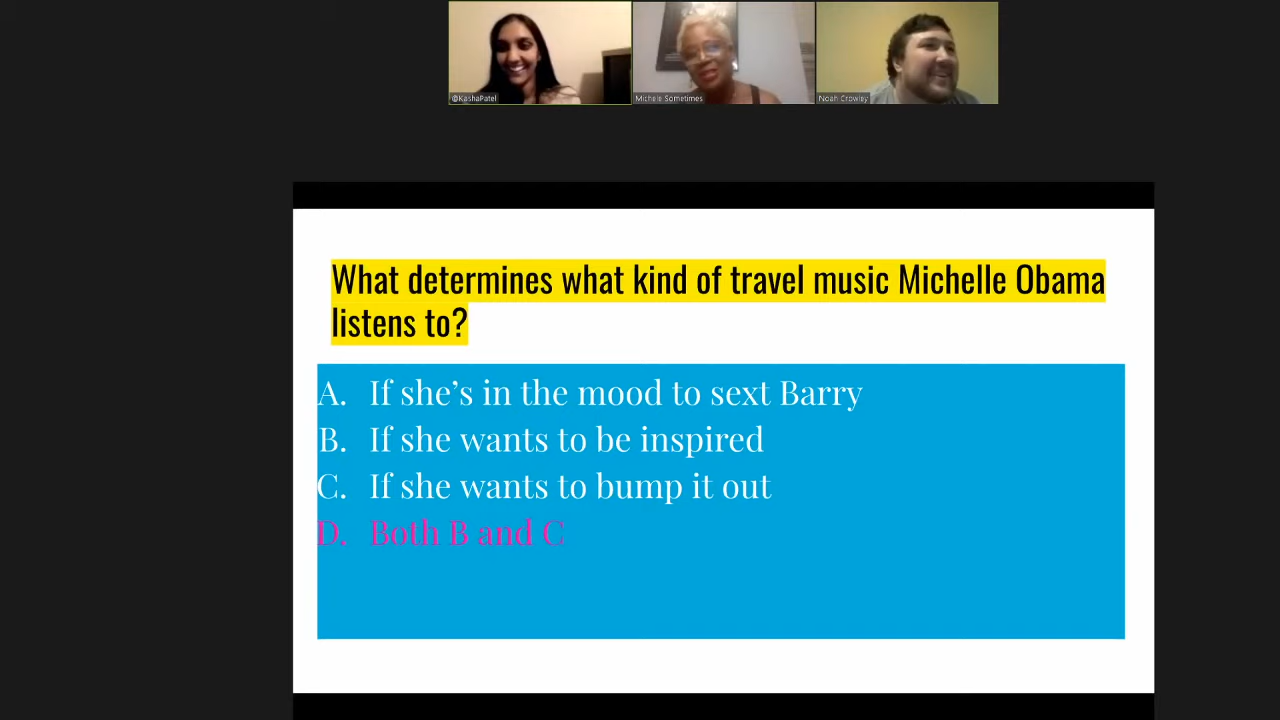 @KashaPatel
Michele Sometimes
Noah Crowley
What determines what kind of travel music Michelle Obama
listens to?
A. If she's in the mood to sext Barry
B. If she wants to be inspired
C. If she wants to bump it out
D. Both B and C